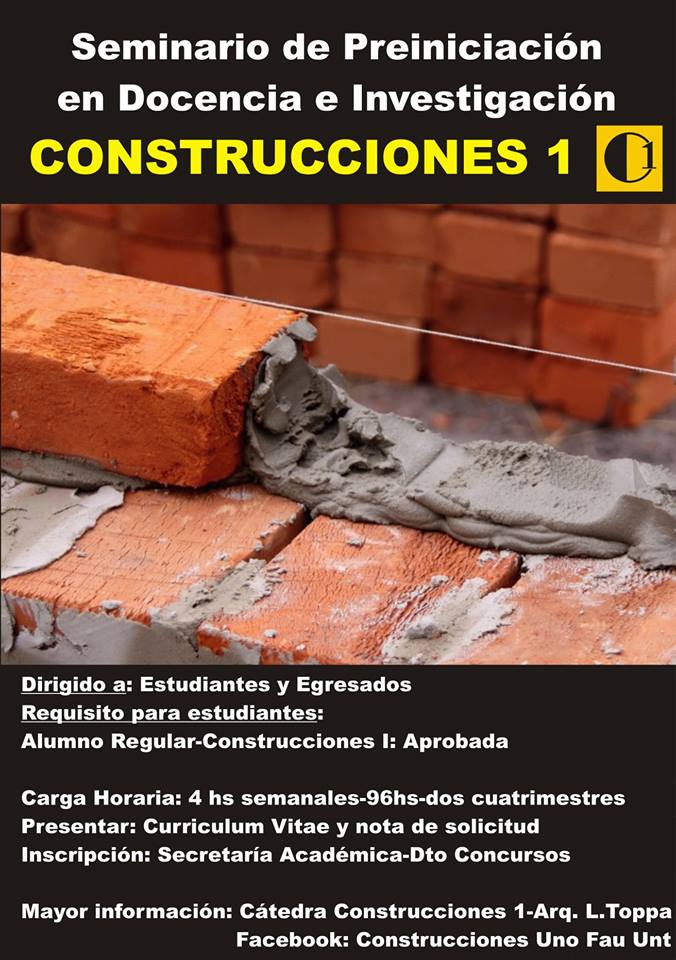 Seminario de Preiniciación
en Docencia e Investigación
CONSTRUCCIONES 1
C1
Dirigido a: Estudiantes y Egresados
Requisito para estudiantes:
Alumno Regular-Construcciones I: Aprobada
Carga Horaria: 4 hs semanales-96hs-dos cuatrimestres
Presentar: Curriculum Vitae y nota de solicitud
Inscripción: Secretaría Académica-Dto Concursos
Mayor información: Cátedra Construcciones 1-Arq. L.Toppa
Facebook: Construcciones Uno Fau Unt